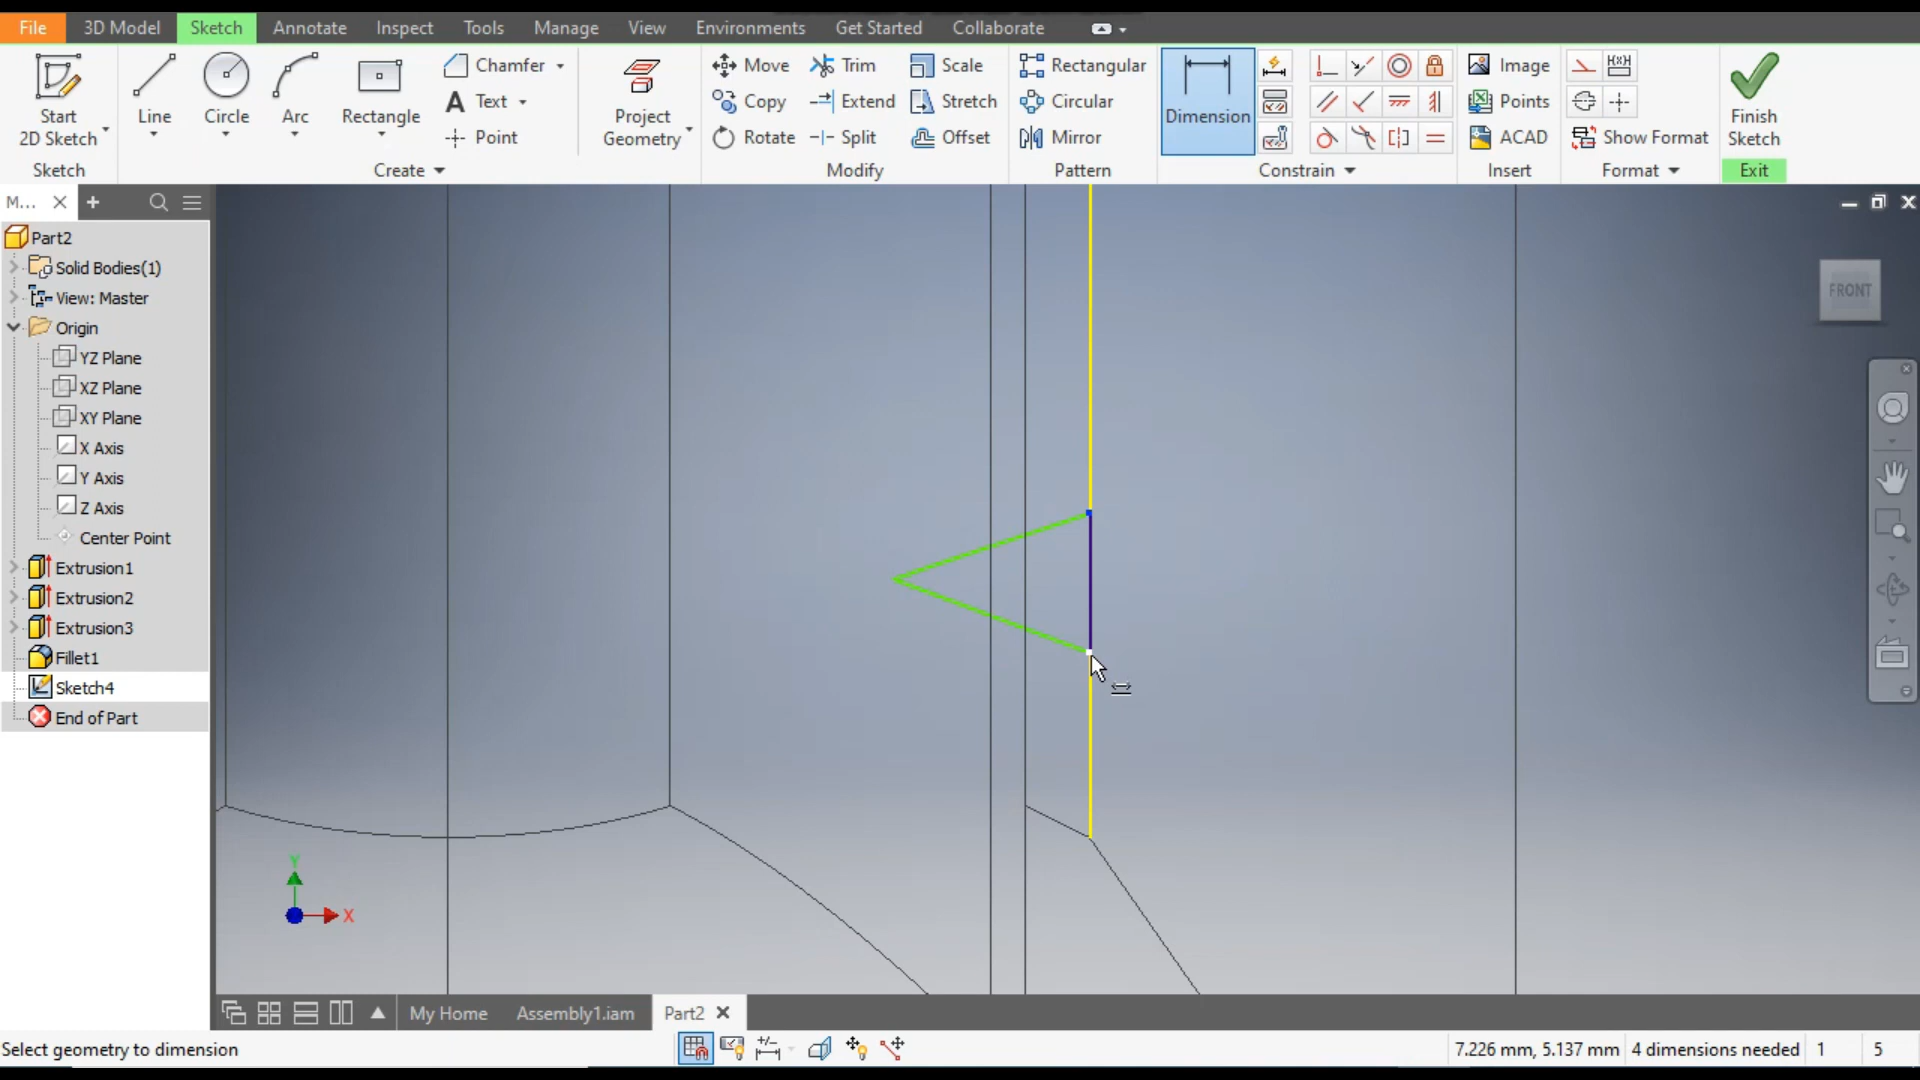 File 3D Model Sketch Annotate Inspect Tools Manage View Environments Get Started Collaborate
Start
2D Sketch
Sketch
Line
Circle
Arc
Rectangle
Chamfer
Text
Point
Create
Project
Geometry
Move
Copy
Rotate
Trim
Extend
Split
Scale
Stretch
Offset
Modify
Rectangular
Circular
Mirror
Pattern
Dimension
Constrain
Image
Points
ACAD
Insert
Show Format
Format
Finish
Sketch
Exit
M...
Part2
Solid Bodies(1)
View: Master
Origin
YZ Plane
XZ Plane
XY Plane
X Axis
Y Axis
Z Axis
Center Point
Extrusion1
Extrusion2
Extrusion3
Fillet1
Sketch4
End of Part
FRONT
Y
X
My Home Assembly1.iam Part2
Select geometry to dimension
7.226 mm, 5.137 mm 4 dimensions needed 1 5